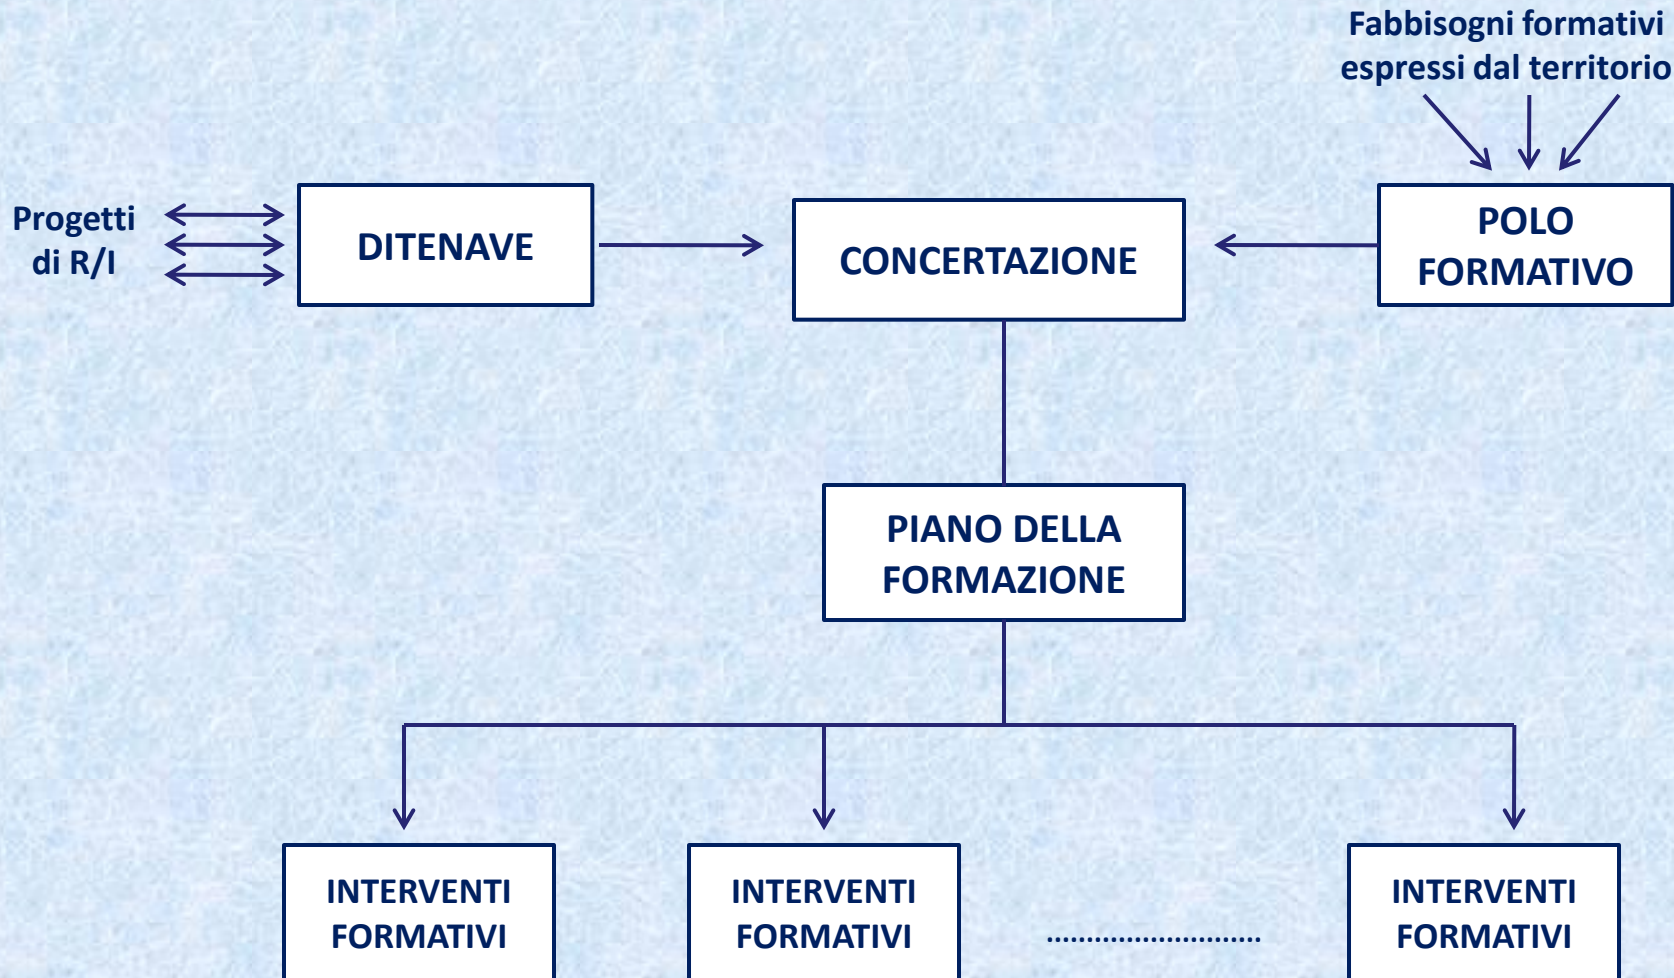 Fabbisogni formativi
espressi dal territorio
Progetti
di R/I
DITENAVE
CONCERTAZIONE
POLO
FORMATIVO
PIANO DELLA
FORMAZIONE
INTERVENTI
FORMATIVI
INTERVENTI
FORMATIVI
...........................
INTERVENTI
FORMATIVI